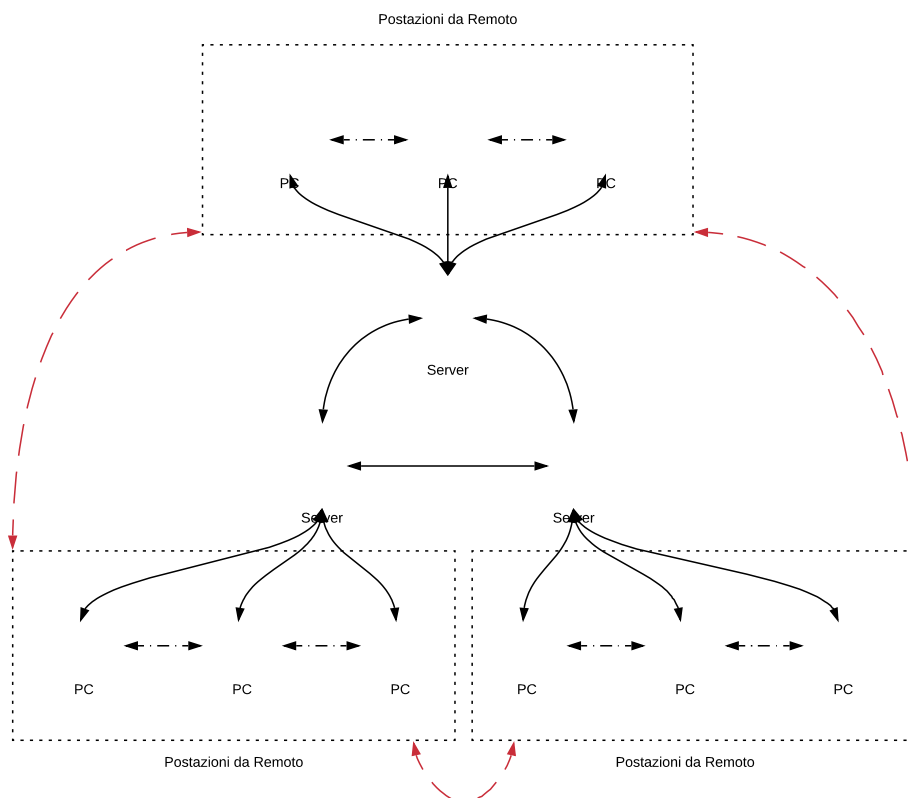 Postazioni da Remoto
PC PC PC
Server
Server Server
PC PC PC PC PC PC
Postazioni da Remoto Postazioni da Remoto